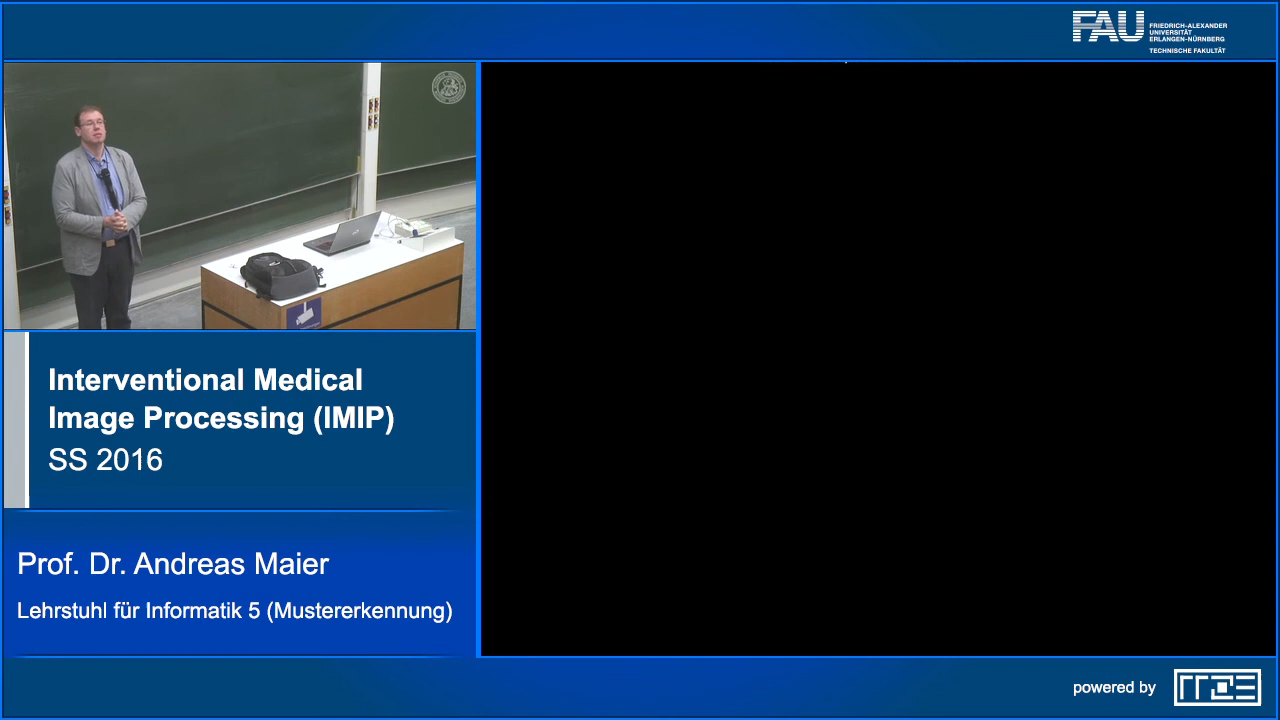 FAU
FRIEDRICH-ALEXANDER
UNIVERSITÄT
ERLANGEN-NÜRNBERG
TECHNISCHE FAKULTÄT
Interventional Medical
Image Processing (IMIP)
SS 2016
Prof. Dr. Andreas Maier
Lehrstuhl für Informatik 5 (Mustererkennung)
powered by